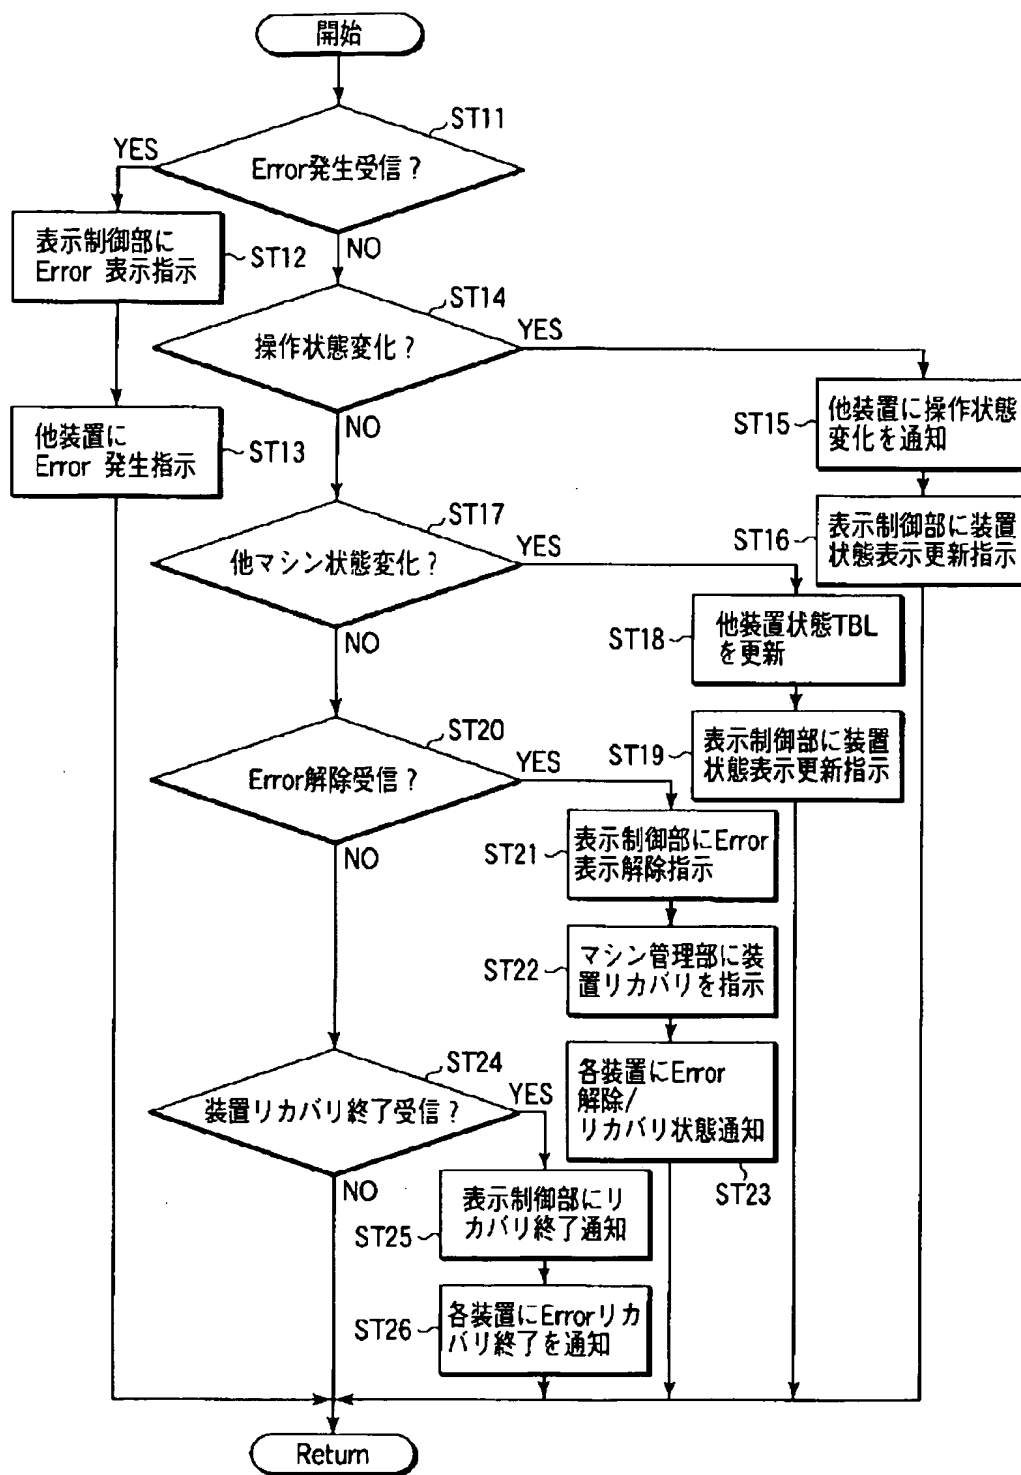 開始
ST11
YES
Error発生受信？
NO
表示制御部に
Error 表示指示
ST12
ST14
操作状態変化？
YES
NO
他装置に
Error 発生指示
ST13
他装置に操作状態
変化を通知
ST15
ST17
他マシン状態変化？
YES
NO
表示制御部に装置
状態表示更新指示
ST16
他装置状態TBL
を更新
ST18
ST20
Error解除受信？
YES
NO
表示制御部に装置
状態表示更新指示
ST19
表示制御部にError
表示解除指示
ST21
マシン管理部に装
置リカバリを指示
ST22
ST24
装置リカバリ終了受信？
YES
NO
各装置にError
解除/
リカバリ状態通知
ST23
表示制御部にリ
カバリ終了通知
ST25
各装置にErrorリカ
バリ終了を通知
ST26
Return